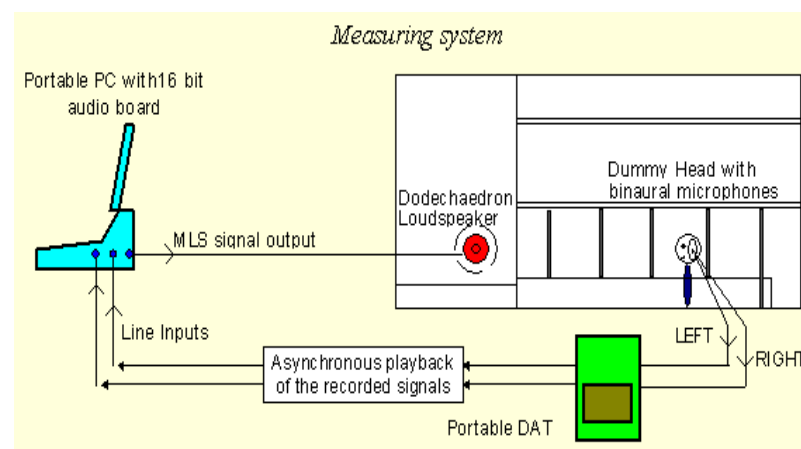 Measuring system
Portable PC with16 bit
audio board
Dummy Head with
binaural microphones
Dodechaedron
Loudspeaker
MLS signal output
Line Inputs
LEFT
RIGHT
Asynchronous playback
of the recorded signals
Portable DAT